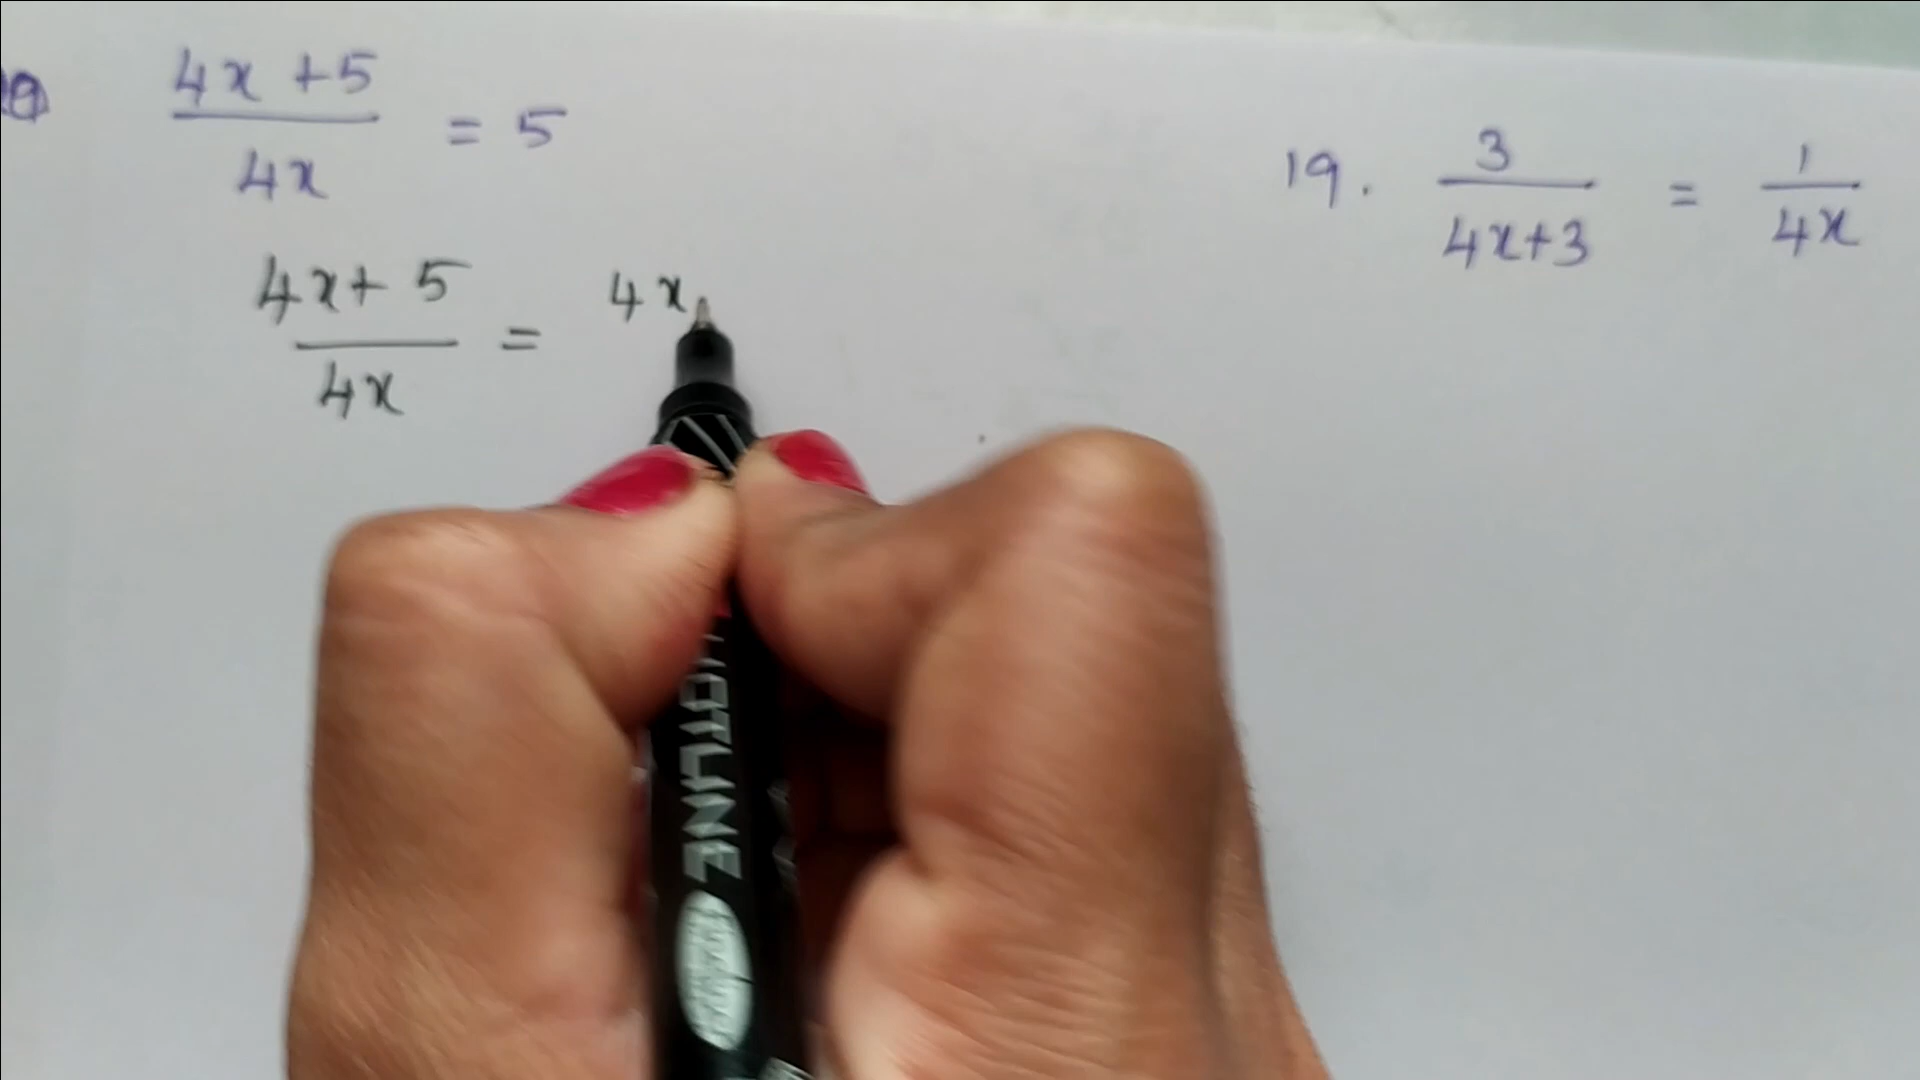 4x + 5
4x
= 5
4x + 5
4x
= 4x
19. 3
4x+3
= 1
4x